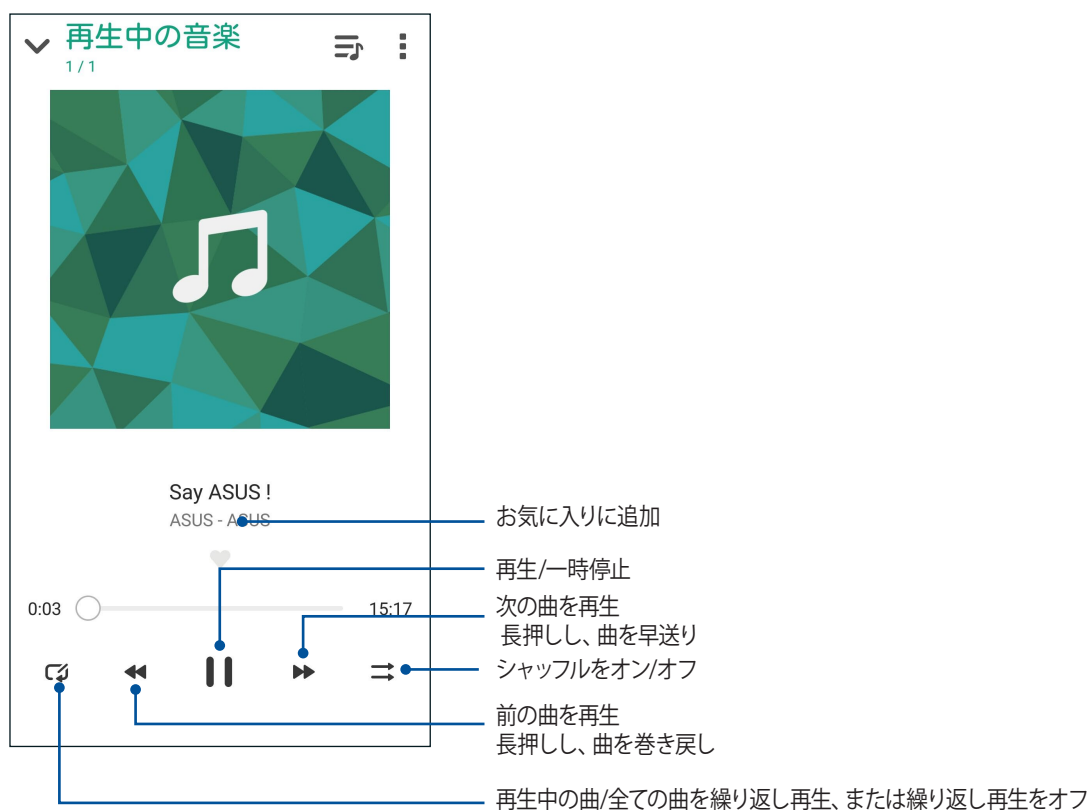 再生中の音楽
1 / 1
Say ASUS !
ASUS - ASUS
お気に入りに追加
再生/一時停止
0:03
15:17
次の曲を再生
長押しし、曲を早送り
シャッフルをオン/オフ
前の曲を再生
長押しし、曲を巻き戻し
再生中の曲/全ての曲を繰り返し再生、または繰り返し再生をオフ